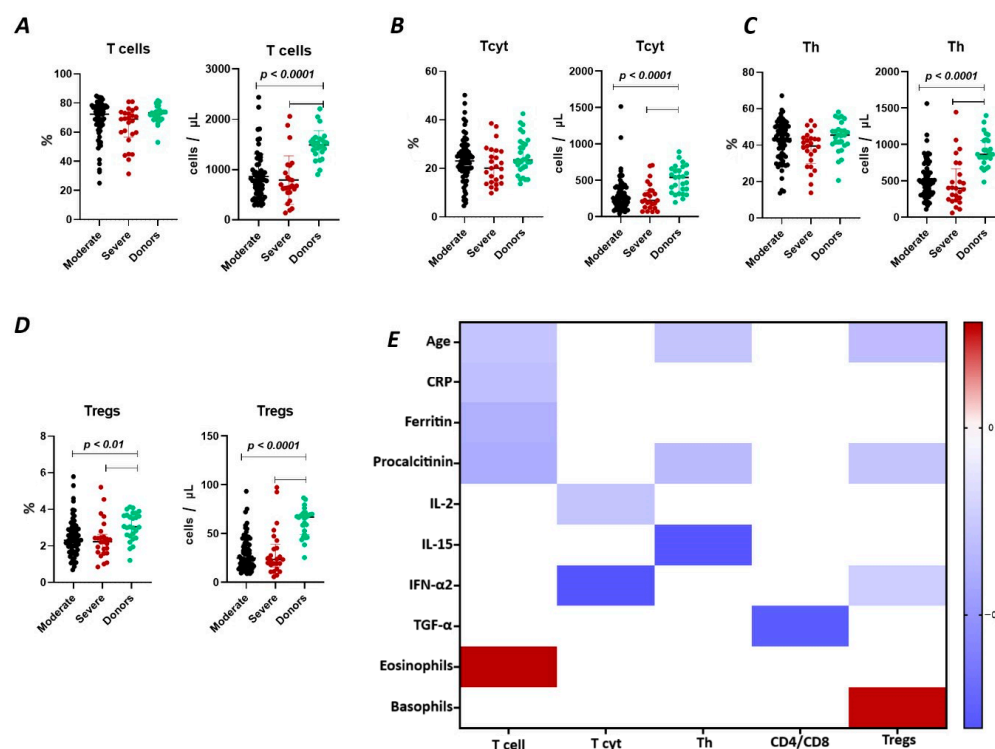 A
T cells
%
100
80
60
40
20
0
Moderate
Severe
Donors
T cells
cells / μL
p < 0.0001
3000
2000
1000
0
Moderate
Severe
Donors
B
Tcyt
%
60
40
20
0
Moderate
Severe
Donors
Tcyt
cells / μL
p < 0.0001
2000
1500
1000
500
0
Moderate
Severe
Donors
C
Th
%
80
60
40
20
0
Moderate
Severe
Donors
Th
cells / μL
p < 0.0001
2000
1500
1000
500
0
Moderate
Severe
Donors
D
Tregs
%
p < 0.01
8
6
4
2
0
Moderate
Severe
Donors
Tregs
cells / μL
p < 0.0001
150
100
50
0
Moderate
Severe
Donors
E
Age
CRP
Ferritin
Procalcitinin
IL-2
IL-15
IFN-α2
TGF-α
Eosinophils
Basophils
T cell
T cyt
Th
CD4/CD8
Tregs
0